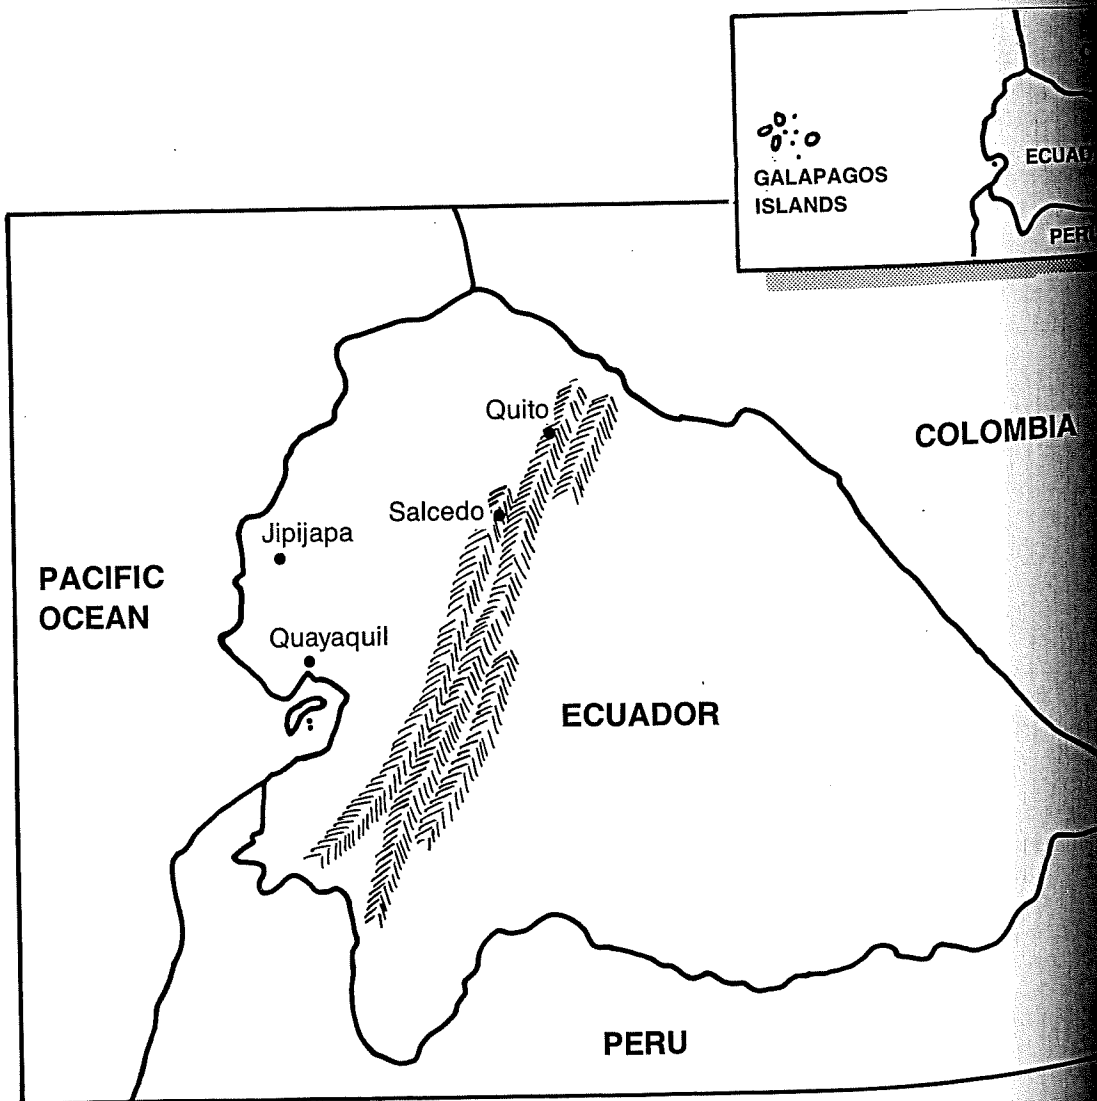 ECUAD
GALAPAGOS
ISLANDS
PER
Quito
COLOMBIA
Salcedo
Jipijapa
PACIFIC
OCEAN
Quayaquil
ECUADOR
PERU